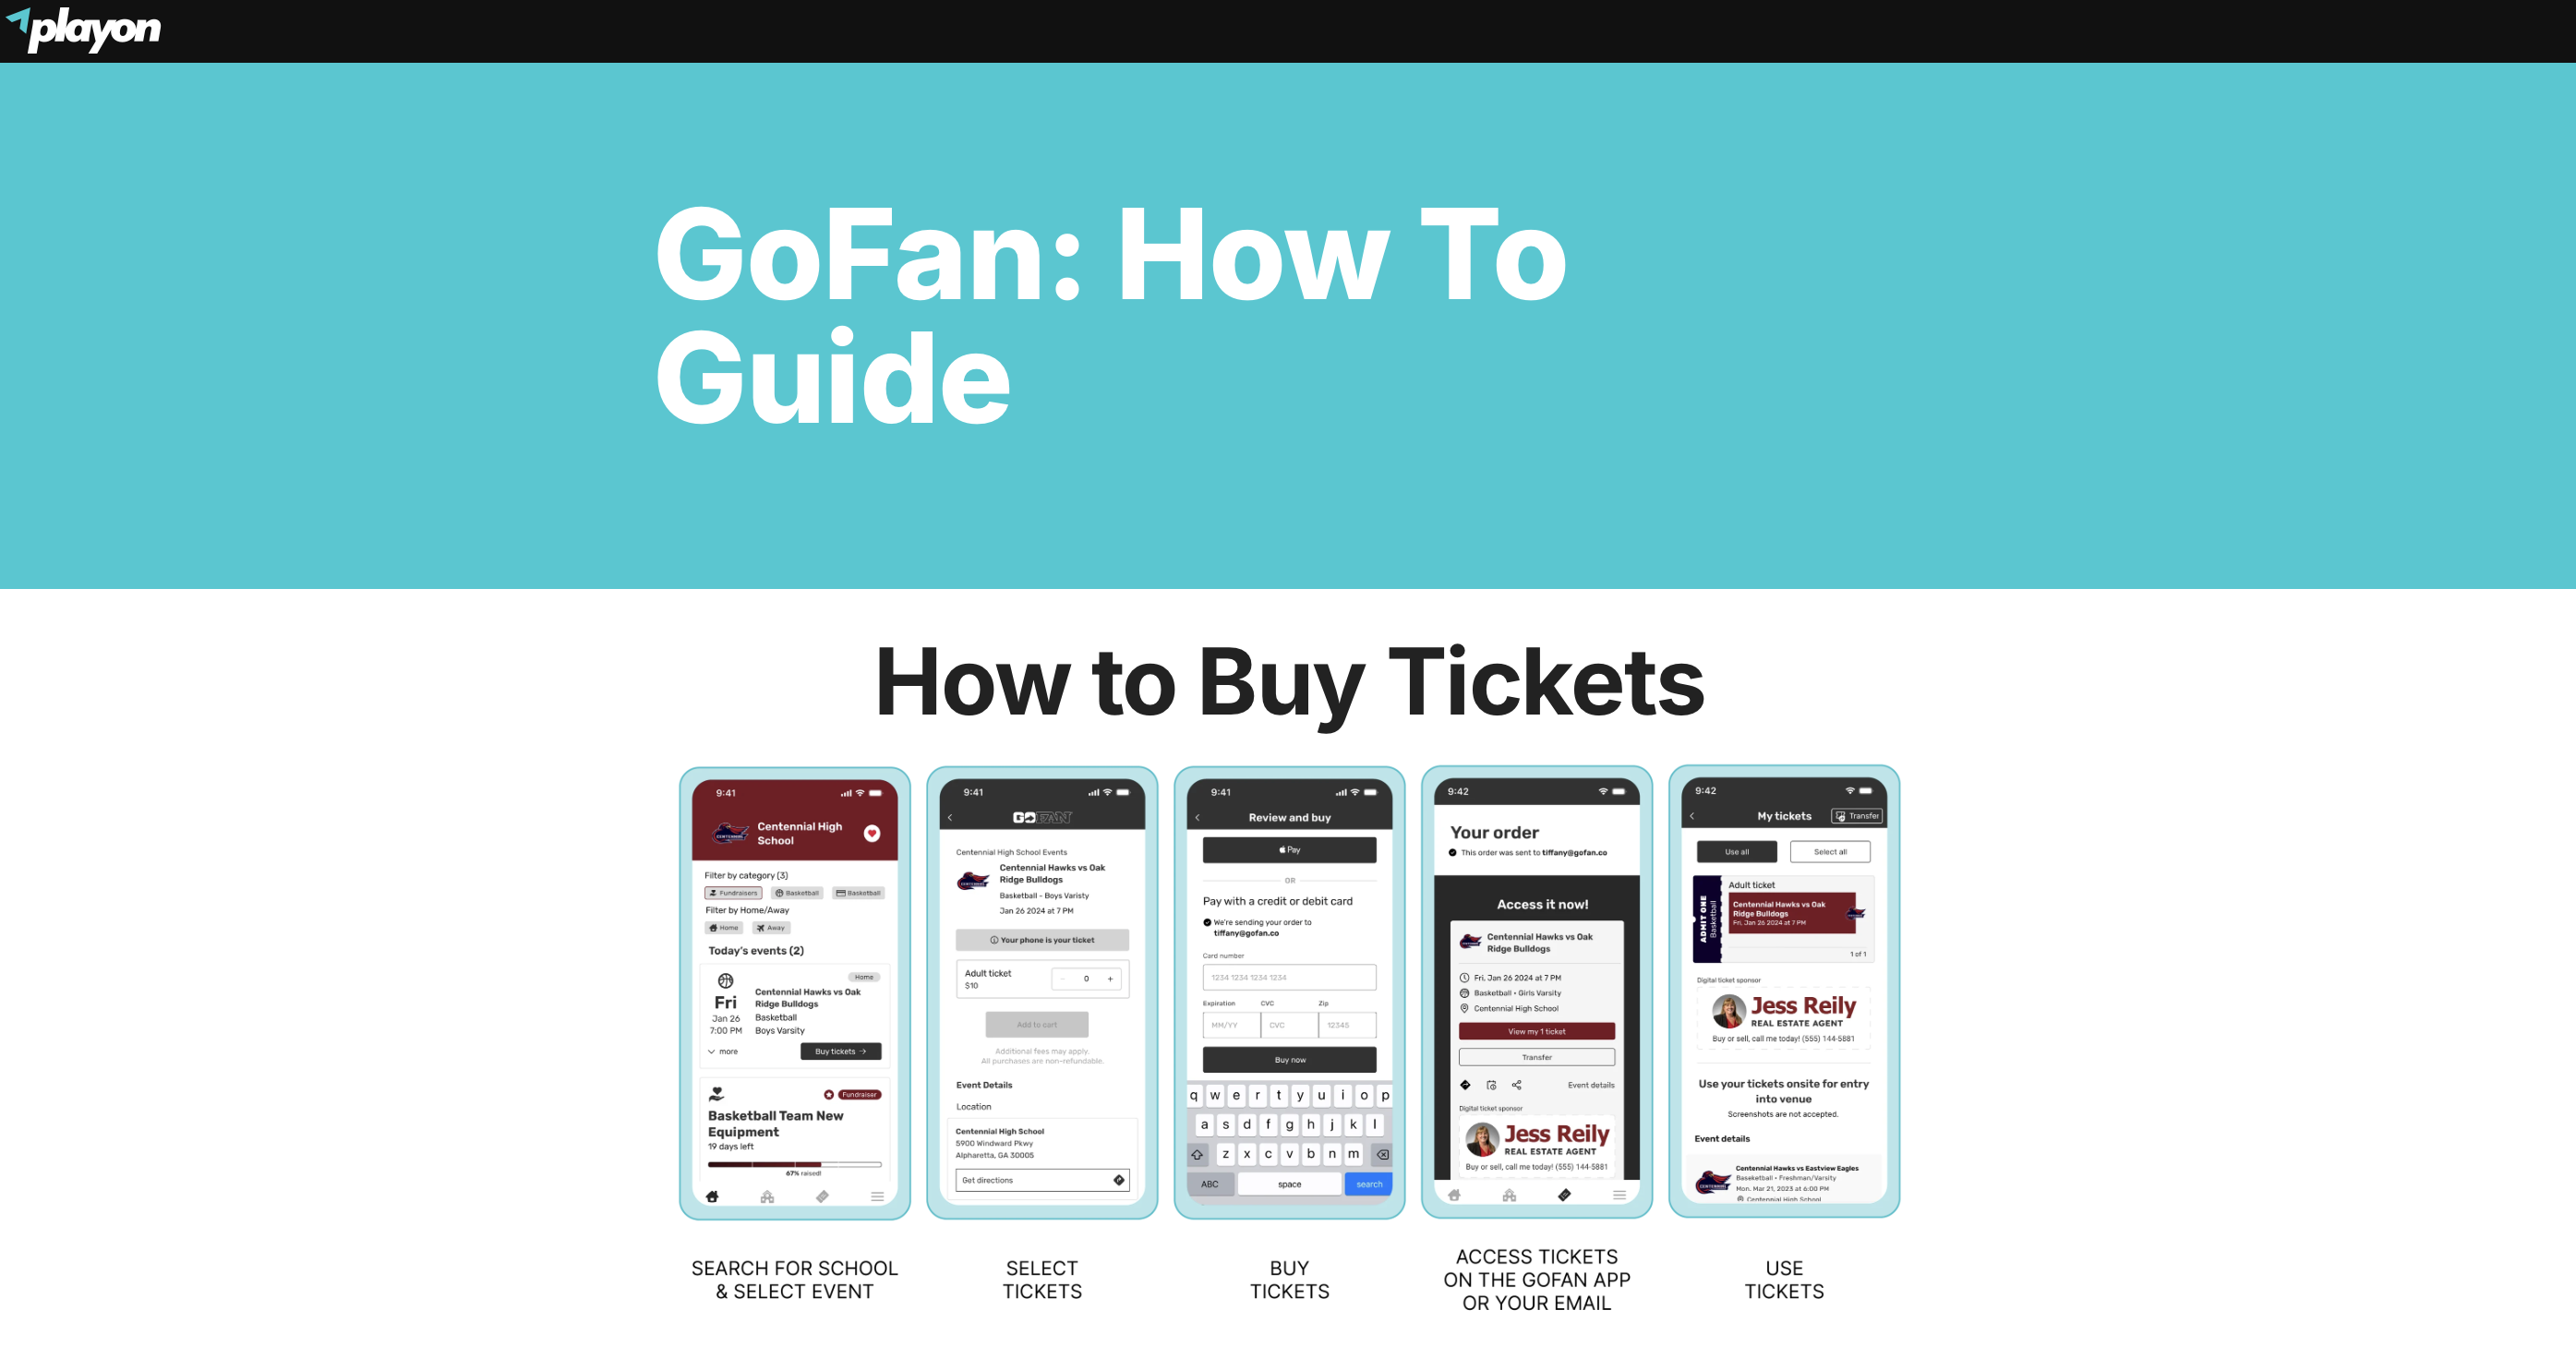 playon
GoFan: How To
Guide
How to Buy Tickets
9:41
Centennial High
School
Filter by category (3)
Fundraisers
Basketball
Basketball
Filter by Home/Away
Home
Away
Today's events (2)
Home
Fri
Jan 26
7:00 PM
Centennial Hawks vs Oak
Ridge Bulldogs
Basketball
Boys Varsity
more
Buy tickets →
Fundraiser
Basketball Team New
Equipment
19 days left
67% raised!
SEARCH FOR SCHOOL
& SELECT EVENT
9:41
GOFAN
Centennial High School Events
Centennial Hawks vs Oak
Ridge Bulldogs
Basketball - Boys Varisty
Jan 26 2024 at 7 PM
Your phone is your ticket
Adult ticket
$10
- 0 +
Add to cart
Additional fees may apply.
All purchases are non-refundable.
Event Details
Location
Centennial High School
5900 Windward Pkwy
Alpharetta, GA 30005
Get directions
SELECT
TICKETS
9:41
Review and buy
Pay
OR
Pay with a credit or debit card
We're sending your order to
tiffany@gofan.co
Card number
1234 1234 1234 1234
Expiration CVC Zip
MM/YY CVC 12345
Buy now
q w e r t y u i o p
a s d f g h j k l
z x c v b n m
ABC space search
BUY
TICKETS
9:42
Your order
This order was sent to tiffany@gofan.co
Access it now!
Centennial Hawks vs Oak
Ridge Bulldogs
Fri, Jan 26 2024 at 7 PM
Basketball • Girls Varsity
Centennial High School
View my 1 ticket
Transfer
Event details
Digital ticket sponsor
Jess Reily
REAL ESTATE AGENT
Buy or sell, call me today! (555) 144-5881
ACCESS TICKETS
ON THE GOFAN APP
OR YOUR EMAIL
9:42
My tickets
Transfer
Use all
Select all
ADMIT ONE
Basketball
Adult ticket
Centennial Hawks vs Oak
Ridge Bulldogs
Fri, Jan 26 2024 at 7 PM
1 of 1
Digital ticket sponsor
Jess Reily
REAL ESTATE AGENT
Buy or sell, call me today! (555) 144-5881
Use your tickets onsite for entry
into venue
Screenshots are not accepted.
Event details
Centennial Hawks vs Eastview Eagles
Baseketball • Freshman/Varsity
Mon. Mar 21, 2023 at 6:00 PM
Centennial High School
USE
TICKETS